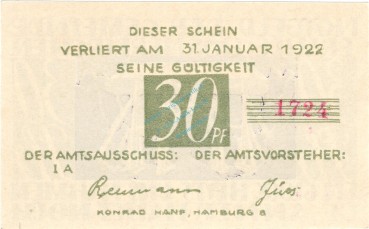 DIESER SCHEIN
VERLIERT AM 31. JANUAR 1922
SEINE GÜLTIGKEIT
30 PF
1724
DER AMTSAUSSCHUSS: DER AMTSVORSTEHER:
I A
KONRAD HANF, HAMBURG 8